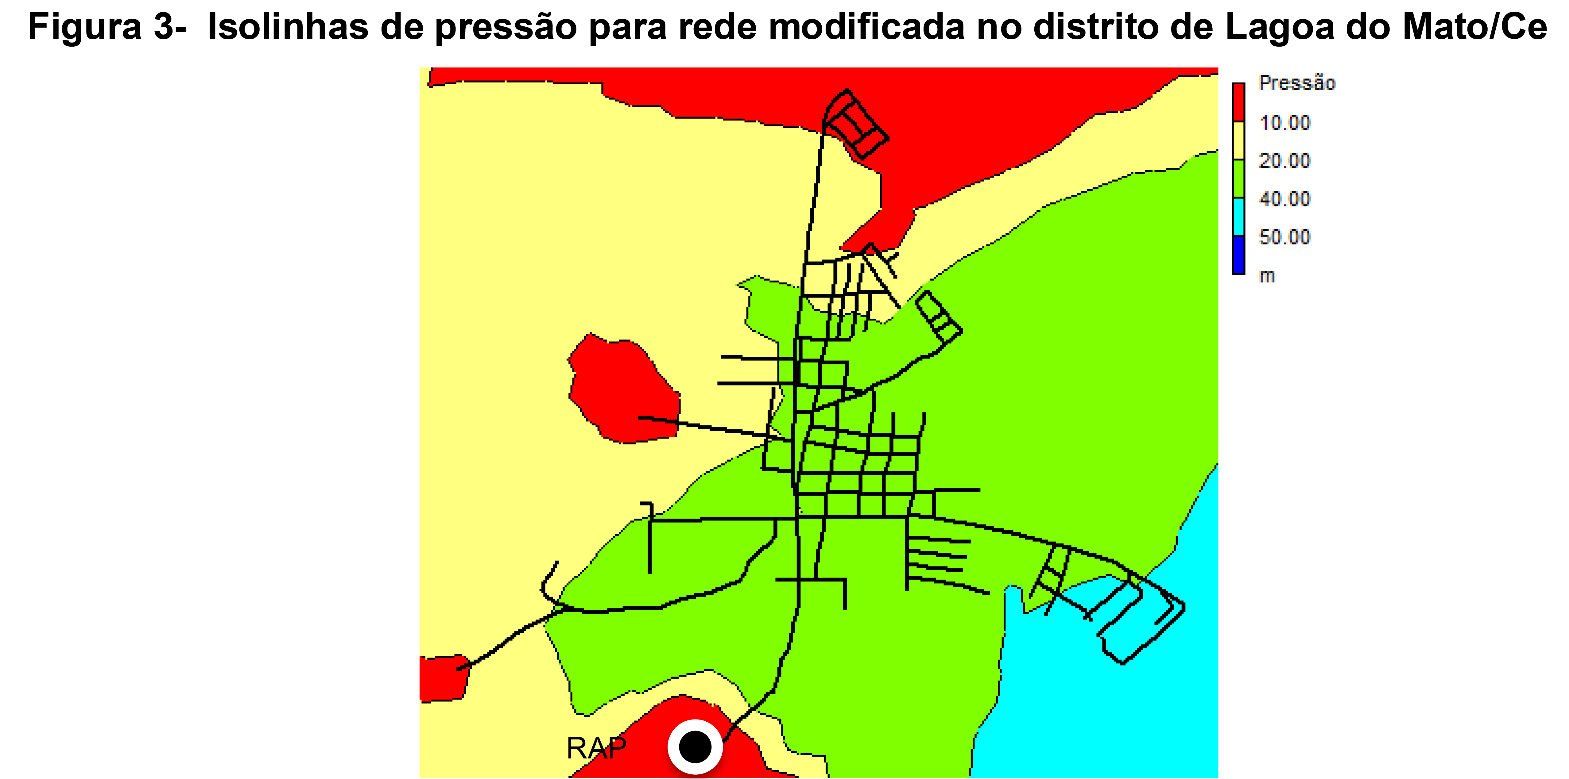 Figura 3- Isolinhas de pressão para rede modificada no distrito de Lagoa do Mato/Ce
Pressão
10.00
20.00
40.00
50.00
m
RAP